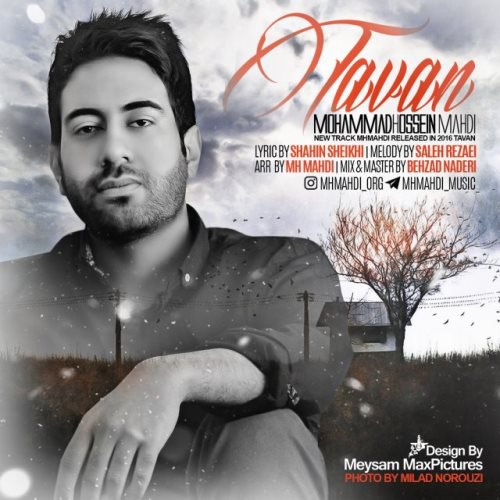 Tavan
MOHAMMADHOSSEIN MAHDI
NEW TRACK MHMAHDI RELEASED IN 2016 TAVAN
LYRIC BY SHAHIN SHEIKHI | MELODY BY SALEH REZAEI
ARR BY MH MAHDI | MIX & MASTER BY BEHZAD NADERI
MHMAHDI_ORG MHMAHDI_MUSIC
Design By
Meysam MaxPictures
PHOTO BY MILAD NOROUZI